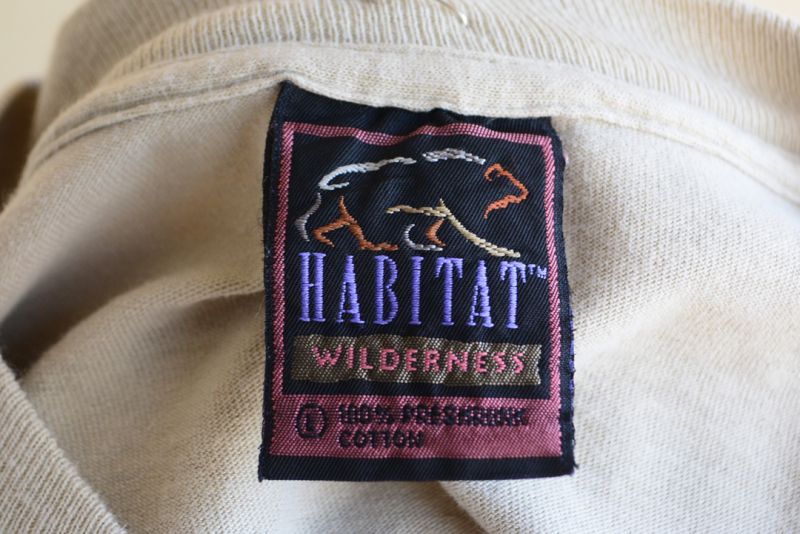 HABITAT™
WILDERNESS
L 100% PRESHRUNK
COTTON